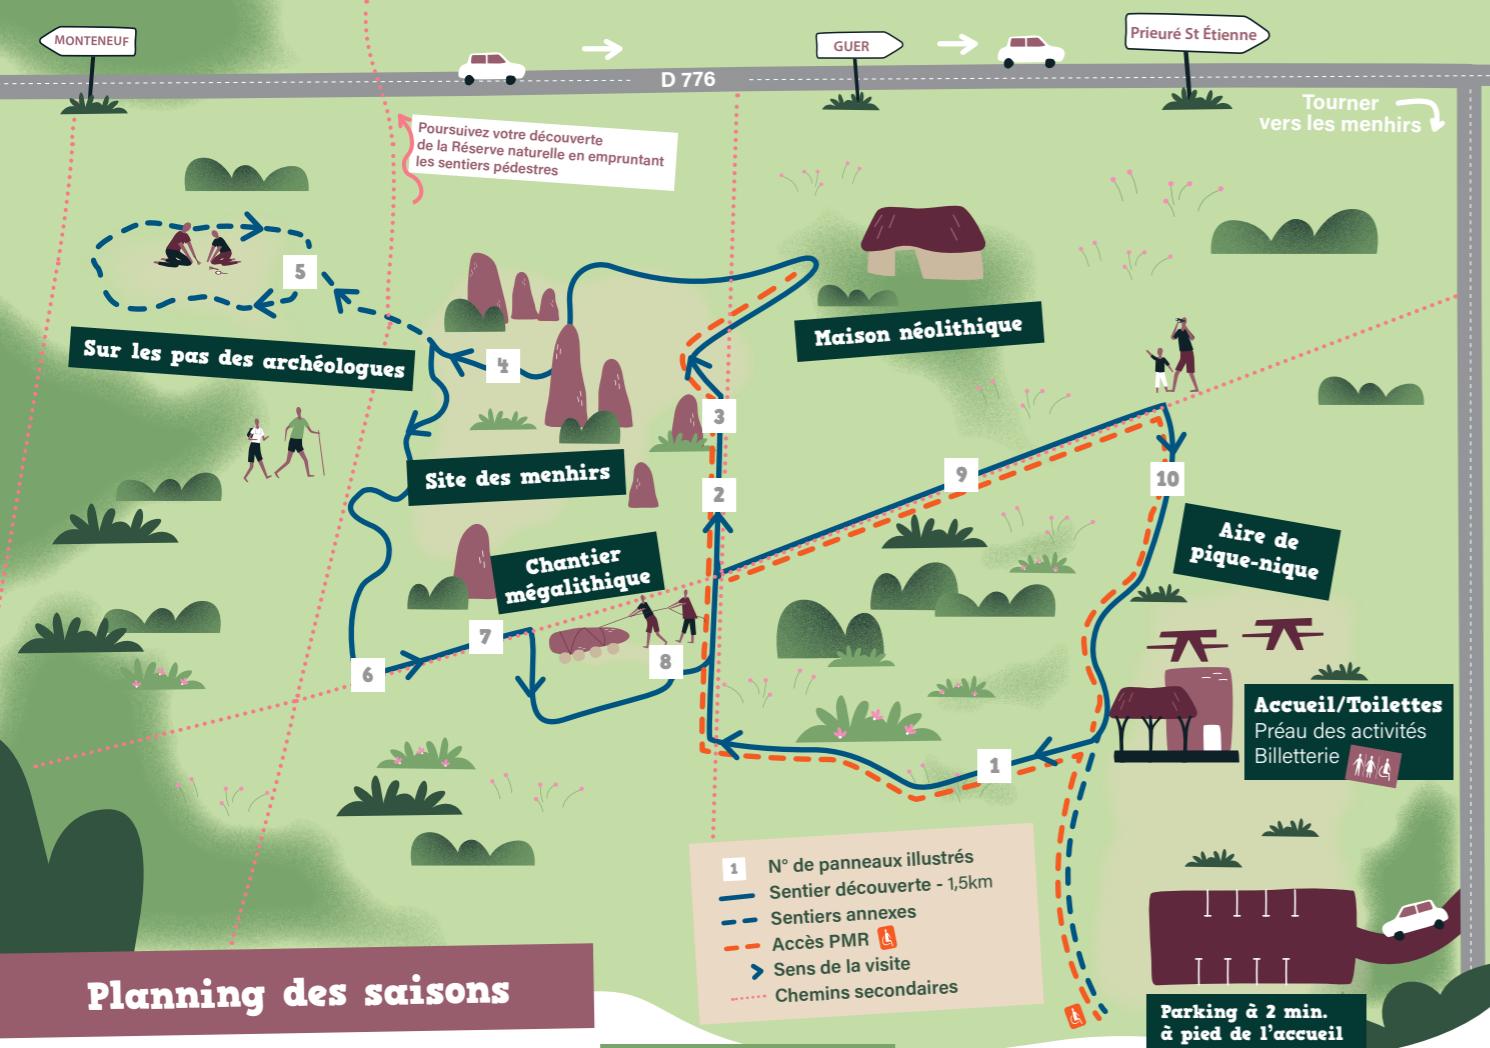 MONTENEUF
D 776
GUER
Prieuré St Étienne
Tourner
vers les menhirs
Poursuivez votre découverte
de la Réserve naturelle en empruntant
les sentiers pédestres
5
Sur les pas des archéologues
4
Maison néolithique
3
Site des menhirs
2
9
10
Aire de
pique-nique
Chantier
mégalithique
7
8
6
Accueil/Toilettes
Préau des activités
Billetterie
1
1 N° de panneaux illustrés
Sentier découverte - 1,5km
Sentiers annexes
Accès PMR
Sens de la visite
Chemins secondaires
Planning des saisons
Parking à 2 min.
à pied de l'accueil